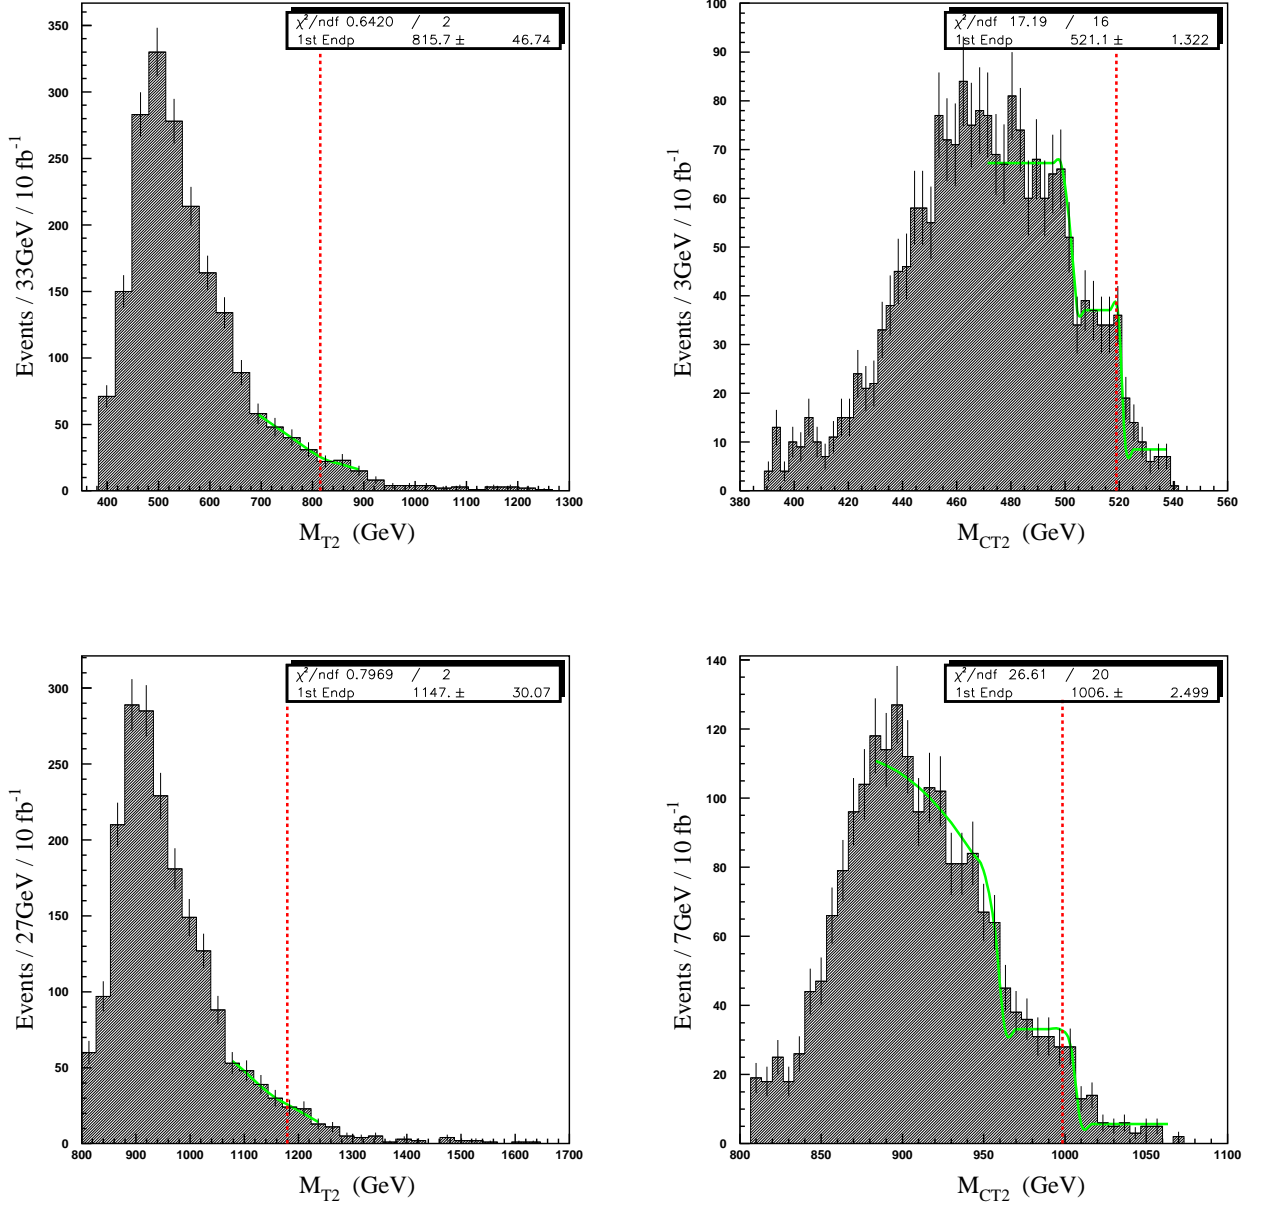 χ²/ndf 0.6420 / 2
1st Endp 815.7 ± 46.74
350
300
250
200
150
100
50
0
400 500 600 700 800 900 1000 1100 1200 1300
Events / 33GeV / 10 fb⁻¹
M_T2 (GeV)
χ²/ndf 17.19 / 16
1st Endp 521.1 ± 1.322
100
90
80
70
60
50
40
30
20
10
0
380 400 420 440 460 480 500 520 540 560
Events / 3GeV / 10 fb⁻¹
M_CT2 (GeV)
χ²/ndf 0.7969 / 2
1st Endp 1147. ± 30.07
300
250
200
150
100
50
0
800 900 1000 1100 1200 1300 1400 1500 1600 1700
Events / 27GeV / 10 fb⁻¹
M_T2 (GeV)
χ²/ndf 26.61 / 20
1st Endp 1006. ± 2.499
140
120
100
80
60
40
20
0
800 850 900 950 1000 1050 1100
Events / 7GeV / 10 fb⁻¹
M_CT2 (GeV)